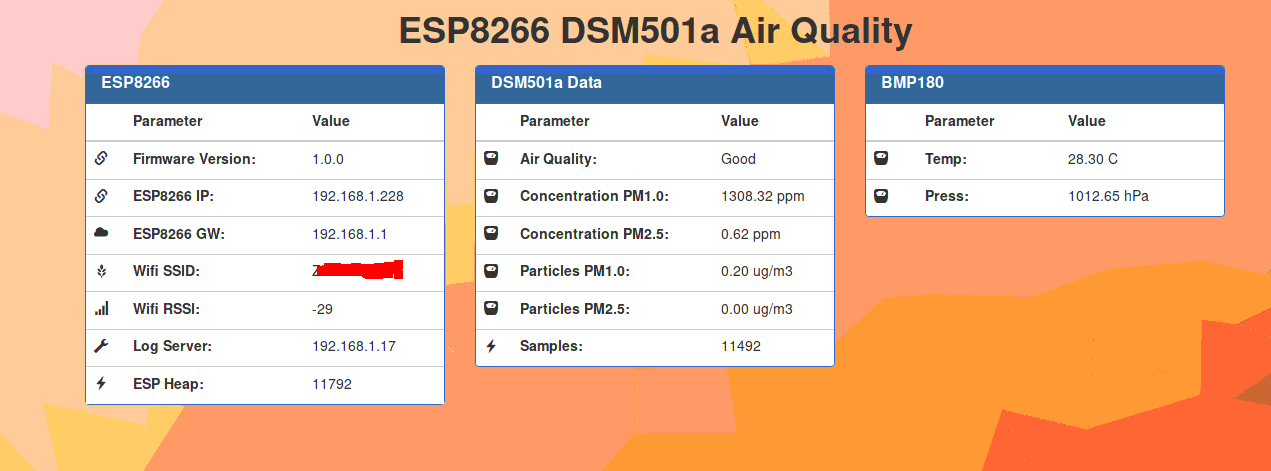 ESP8266 DSM501a Air Quality
ESP8266
Parameter Value
Firmware Version: 1.0.0
ESP8266 IP: 192.168.1.228
ESP8266 GW: 192.168.1.1
Wifi SSID:
Wifi RSSI: -29
Log Server: 192.168.1.17
ESP Heap: 11792
DSM501a Data
Parameter Value
Air Quality: Good
Concentration PM1.0: 1308.32 ppm
Concentration PM2.5: 0.62 ppm
Particles PM1.0: 0.20 ug/m3
Particles PM2.5: 0.00 ug/m3
Samples: 11492
BMP180
Parameter Value
Temp: 28.30 C
Press: 1012.65 hPa